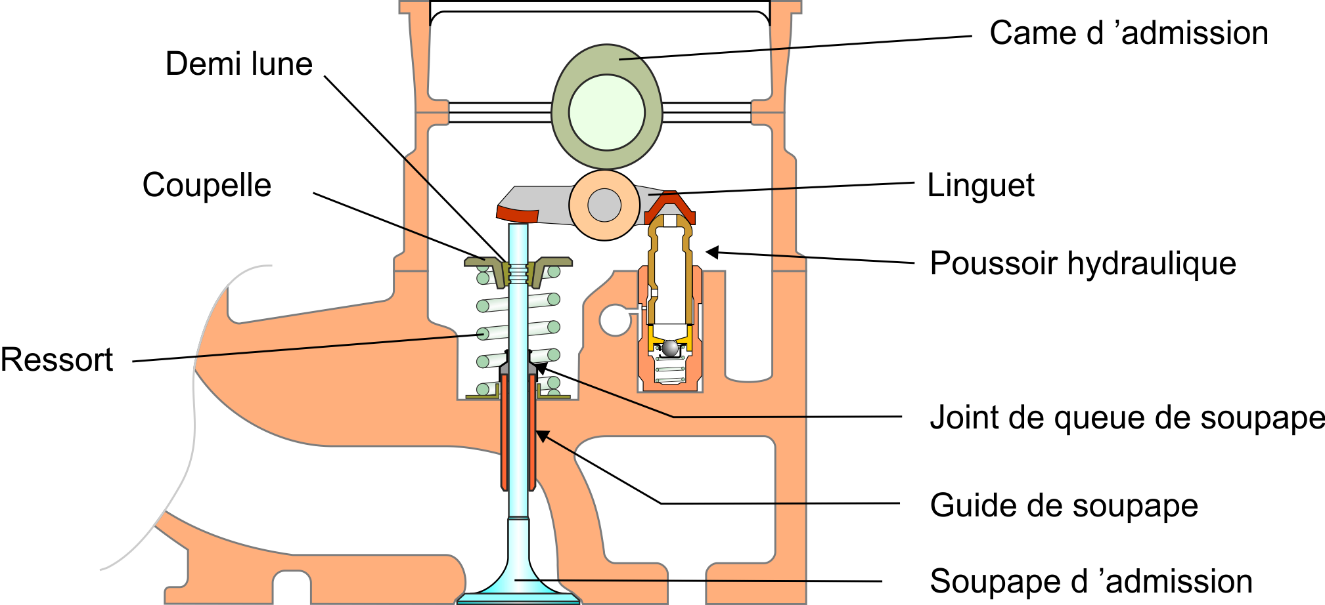 Came d ’admission
Demi lune
Coupelle
Linguet
Poussoir hydraulique
Ressort
Joint de queue de soupape
Guide de soupape
Soupape d ’admission